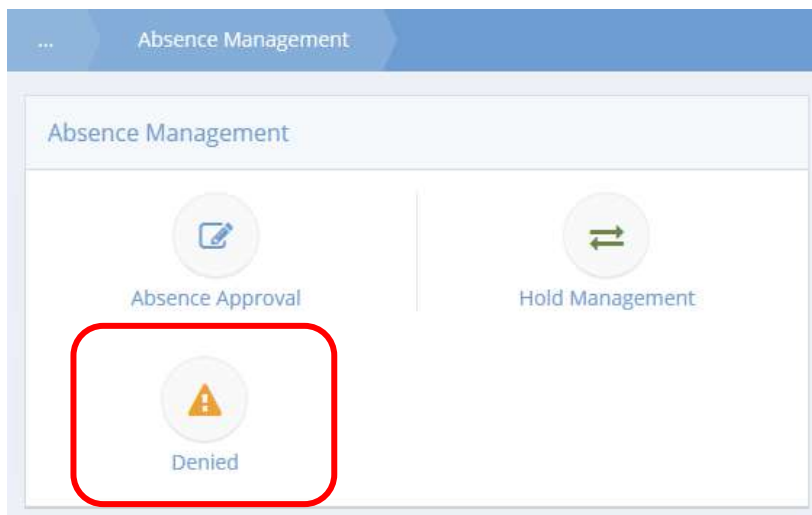 ... Absence Management
Absence Management
Absence Approval
Hold Management
Denied